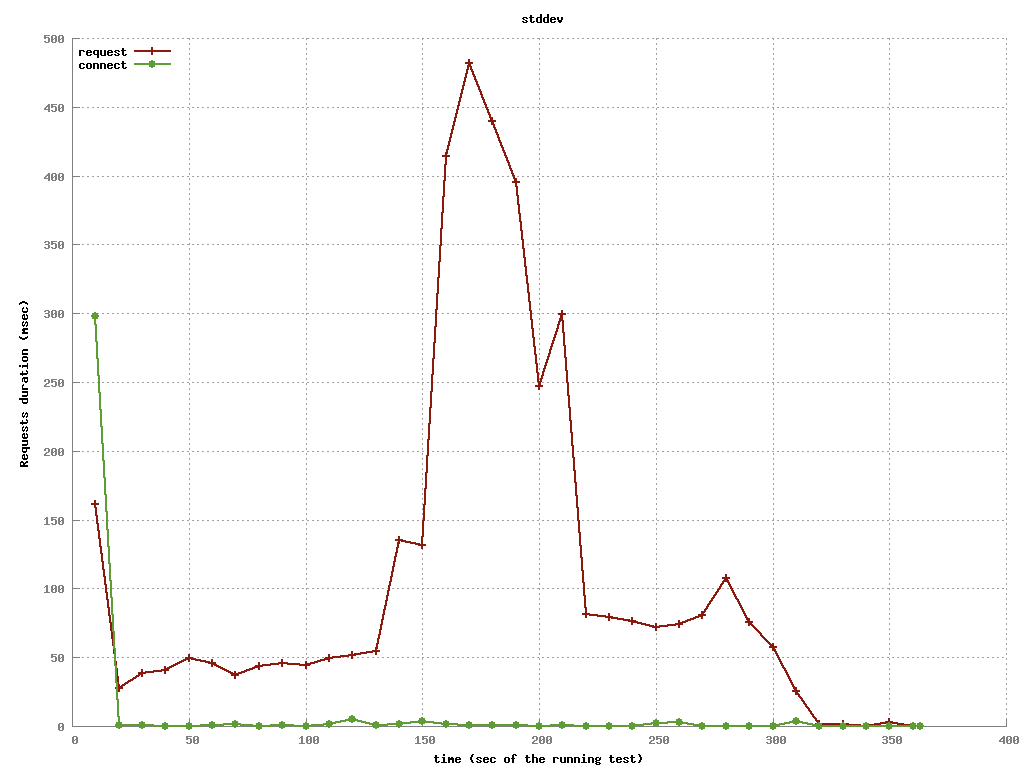 stddev
500
request
connect
450
400
350
300
250
200
150
100
50
0
Requests duration (msec)
0 50 100 150 200 250 300 350 400
time (sec of the running test)